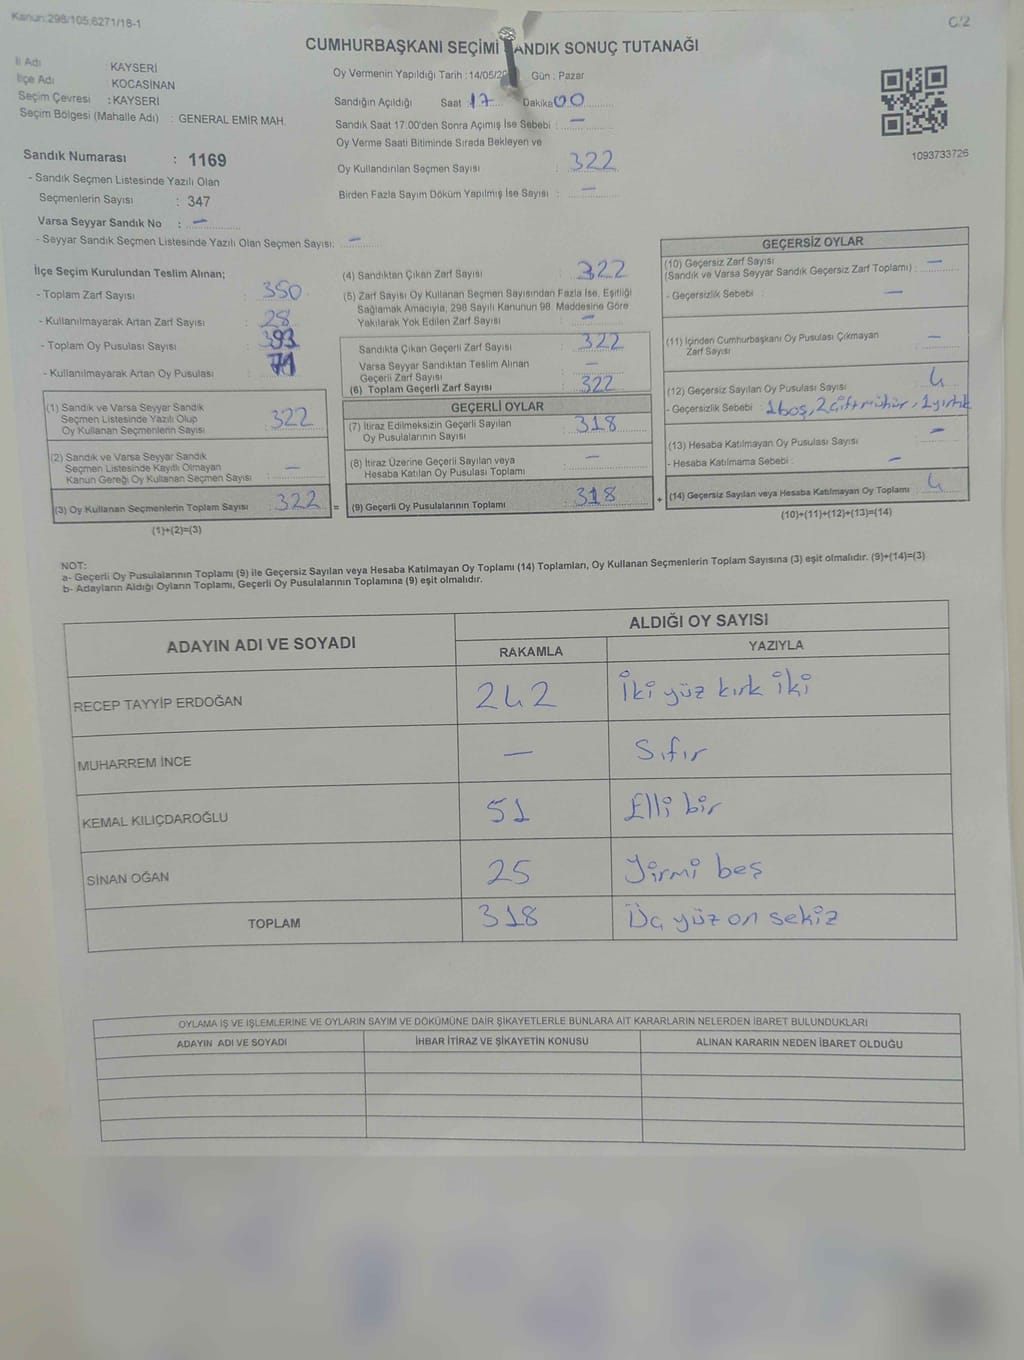 Kanun:298/105,6271/18-1
C/2
CUMHURBAŞKANI SEÇİMİ SANDIK SONUÇ TUTANAĞI
İl Adı : KAYSERİ
İlçe Adı : KOCASİNAN
Seçim Çevresi : KAYSERİ
Seçim Bölgesi (Mahalle Adı) : GENERAL EMİR MAH.
Oy Vermenin Yapıldığı Tarih :14/05/20 Gün : Pazar
Sandığın Açıldığı Saat 17 Dakika 00
Sandık Saat 17.00'den Sonra Açımış İse Sebebi : —
Oy Verme Saati Bitiminde Sırada Bekleyen ve
Oy Kullandırılan Seçmen Sayısı : 322
Birden Fazla Sayım Döküm Yapılmış İse Sayısı : —
1093733726
Sandık Numarası : 1169
- Sandık Seçmen Listesinde Yazılı Olan
Seçmenlerin Sayısı : 347
Varsa Seyyar Sandık No : —
- Seyyar Sandık Seçmen Listesinde Yazılı Olan Seçmen Sayısı: —
İlçe Seçim Kurulundan Teslim Alınan;
- Toplam Zarf Sayısı : 350
- Kullanılmayarak Artan Zarf Sayısı : 28
- Toplam Oy Pusulası Sayısı : 393
- Kullanılmayarak Artan Oy Pusulası : 71
(1) Sandık ve Varsa Seyyar Sandık
Seçmen Listesinde Yazılı Olup
Oy Kullanan Seçmenlerin Sayısı : 322
(2) Sandık ve Varsa Seyyar Sandık
Seçmen Listesinde Kayıtlı Olmayan
Kanun Gereği Oy Kullanan Seçmen Sayısı : —
(3) Oy Kullanan Seçmenlerin Toplam Sayısı : 322 =
(1)+(2)=(3)
(4) Sandıktan Çıkan Zarf Sayısı : 322
(5) Zarf Sayısı Oy Kullanan Seçmen Sayısından Fazla İse, Eşitliği
Sağlamak Amacıyla, 298 Sayılı Kanunun 98. Maddesine Göre
Yakılarak Yok Edilen Zarf Sayısı : —
Sandıkta Çıkan Geçerli Zarf Sayısı : 322
Varsa Seyyar Sandıktan Teslim Alınan
Geçerli Zarf Sayısı : —
(6) Toplam Geçerli Zarf Sayısı : 322
GEÇERLİ OYLAR
(7) İtiraz Edilmeksizin Geçerli Sayılan
Oy Pusulalarının Sayısı : 318
(8) İtiraz Üzerine Geçerli Sayılan veya
Hesaba Katılan Oy Pusulası Toplamı : —
(9) Geçerli Oy Pusulalarının Toplamı : 318 +
GEÇERSİZ OYLAR
(10) Geçersiz Zarf Sayısı
(Sandık ve Varsa Seyyar Sandık Geçersiz Zarf Toplamı) : —
- Geçersizlik Sebebi : —
(11) İçinden Cumhurbaşkanı Oy Pusulası Çıkmayan
Zarf Sayısı : —
(12) Geçersiz Sayılan Oy Pusulası Sayısı : 4
- Geçersizlik Sebebi : 1 boş, 2 çift mühür, 1 yırtık
(13) Hesaba Katılmayan Oy Pusulası Sayısı : —
- Hesaba Katılmama Sebebi : —
(14) Geçersiz Sayılan veya Hesaba Katılmayan Oy Toplamı : 4
(10)+(11)+(12)+(13)=(14)
NOT:
a- Geçerli Oy Pusulalarının Toplamı (9) ile Geçersiz Sayılan veya Hesaba Katılmayan Oy Toplamı (14) Toplamları, Oy Kullanan Seçmenlerin Toplam Sayısına (3) eşit olmalıdır. (9)+(14)=(3)
b- Adayların Aldığı Oyların Toplamı, Geçerli Oy Pusulalarının Toplamına (9) eşit olmalıdır.
ADAYIN ADI VE SOYADI
ALDIĞI OY SAYISI
RAKAMLA YAZIYLA
RECEP TAYYİP ERDOĞAN 242 İki yüz kırk iki
MUHARREM İNCE — Sıfır
KEMAL KILIÇDAROĞLU 51 Elli bir
SİNAN OĞAN 25 Yirmi beş
TOPLAM 318 Üç yüz on sekiz
OYLAMA İŞ VE İŞLEMLERİNE VE OYLARIN SAYIM VE DÖKÜMÜNE DAİR ŞİKAYETLERLE BUNLARA AİT KARARLARIN NELERDEN İBARET BULUNDUKLARI
ADAYIN ADI VE SOYADI İHBAR İTİRAZ VE ŞİKAYETİN KONUSU ALINAN KARARIN NEDEN İBARET OLDUĞU